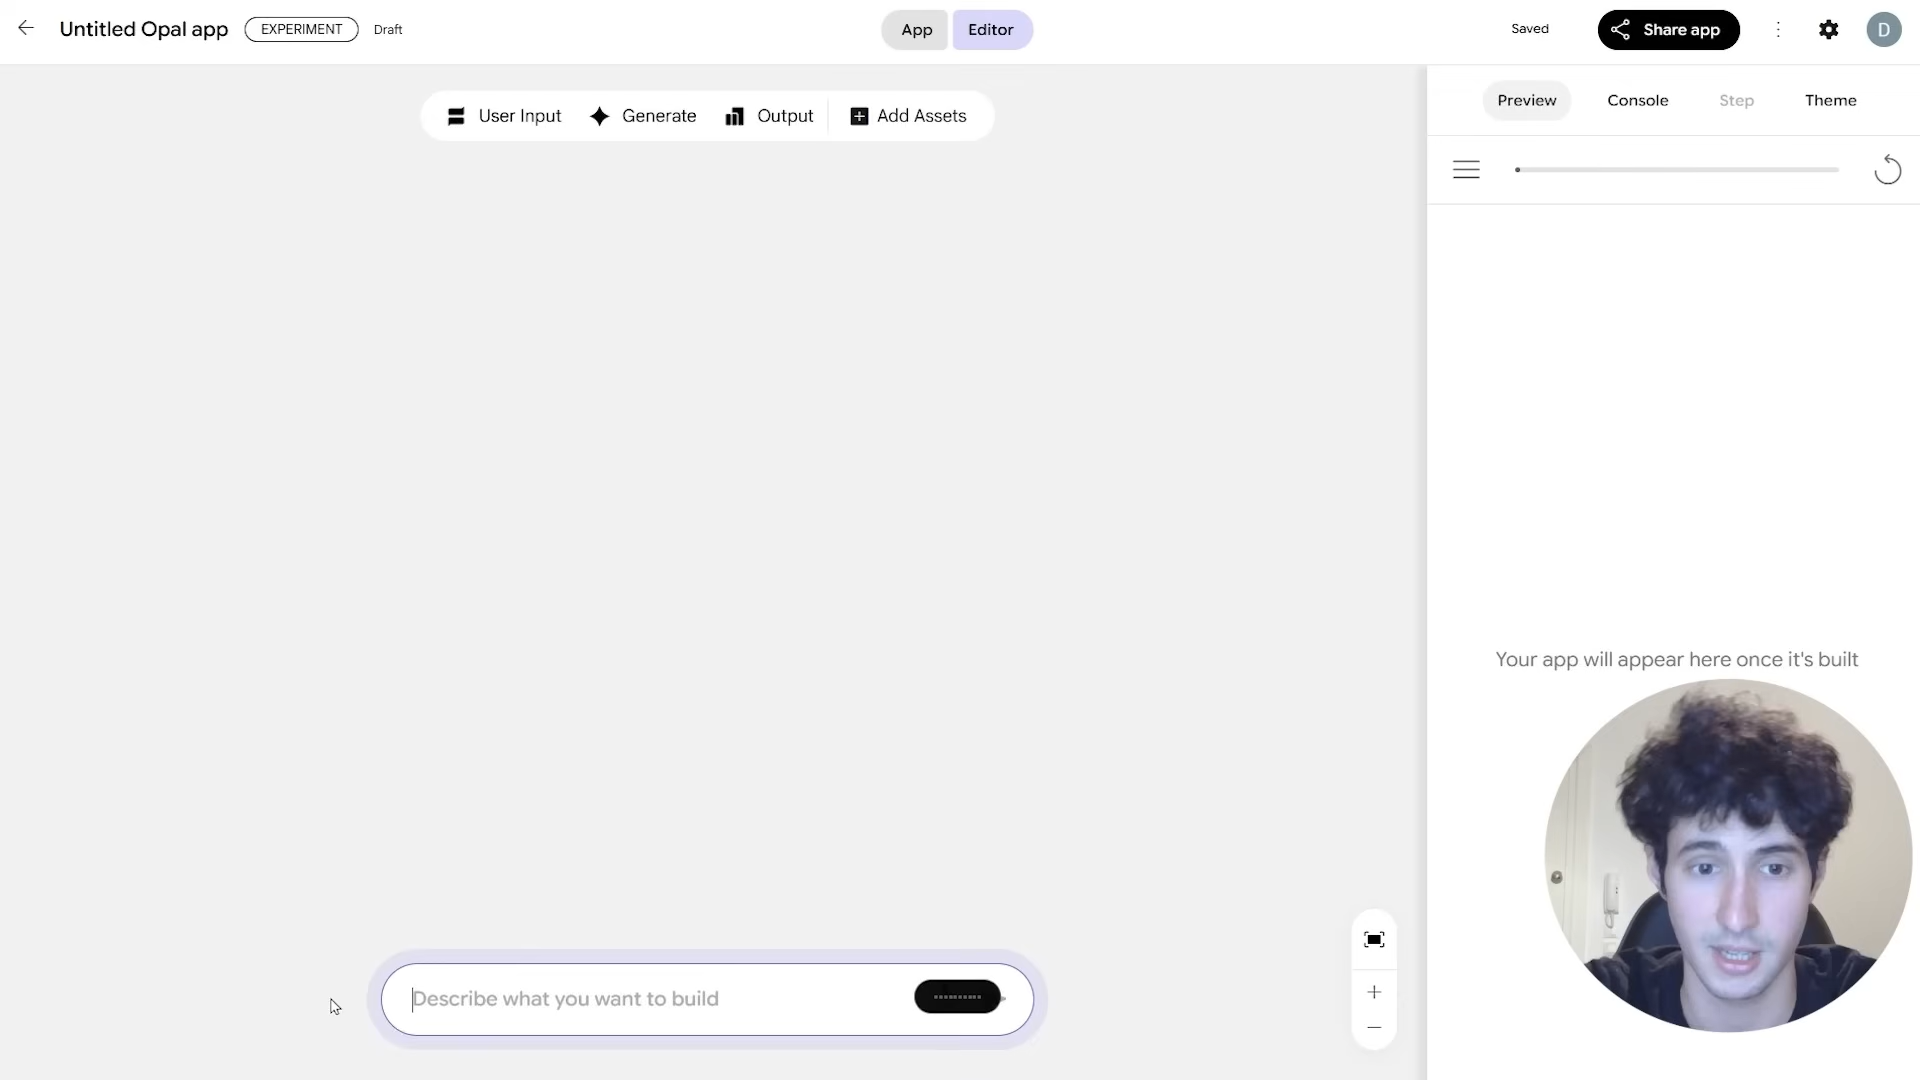 Untitled Opal app
EXPERIMENT
Draft
App
Editor
Saved
Share app
D
User Input
Generate
Output
Add Assets
Preview
Console
Step
Theme
Your app will appear here once it's built
Describe what you want to build